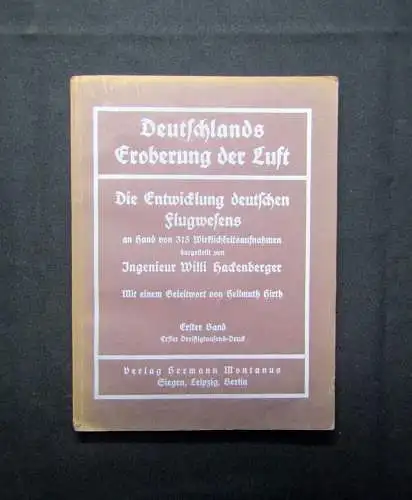 Deutschlands
Eroberung der Luft
Die Entwicklung deutschen
Flugwesens
an Hand von 315 Wirklichkeitsaufnahmen
dargestellt von
Ingenieur Willi Hackenberger
Mit einem Geleitwort von Hellmuth Hirth
Erster Band
Erster Dreißigtausend-Druck
Verlag Hermann Montanus
Siegen, Leipzig, Berlin